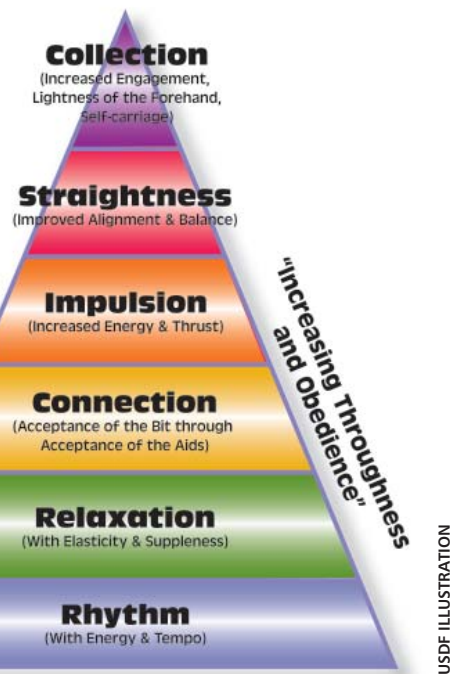 Collection
(Increased Engagement,
Lightness of the Forehand,
Self-carriage)
Straightness
(Improved Alignment & Balance)
Impulsion
(Increased Energy & Thrust)
Connection
(Acceptance of the Bit through
Acceptance of the Aids)
Relaxation
(With Elasticity & Suppleness)
Rhythm
(With Energy & Tempo)
“Increasing Throughness
and Obedience”
USDF ILLUSTRATION